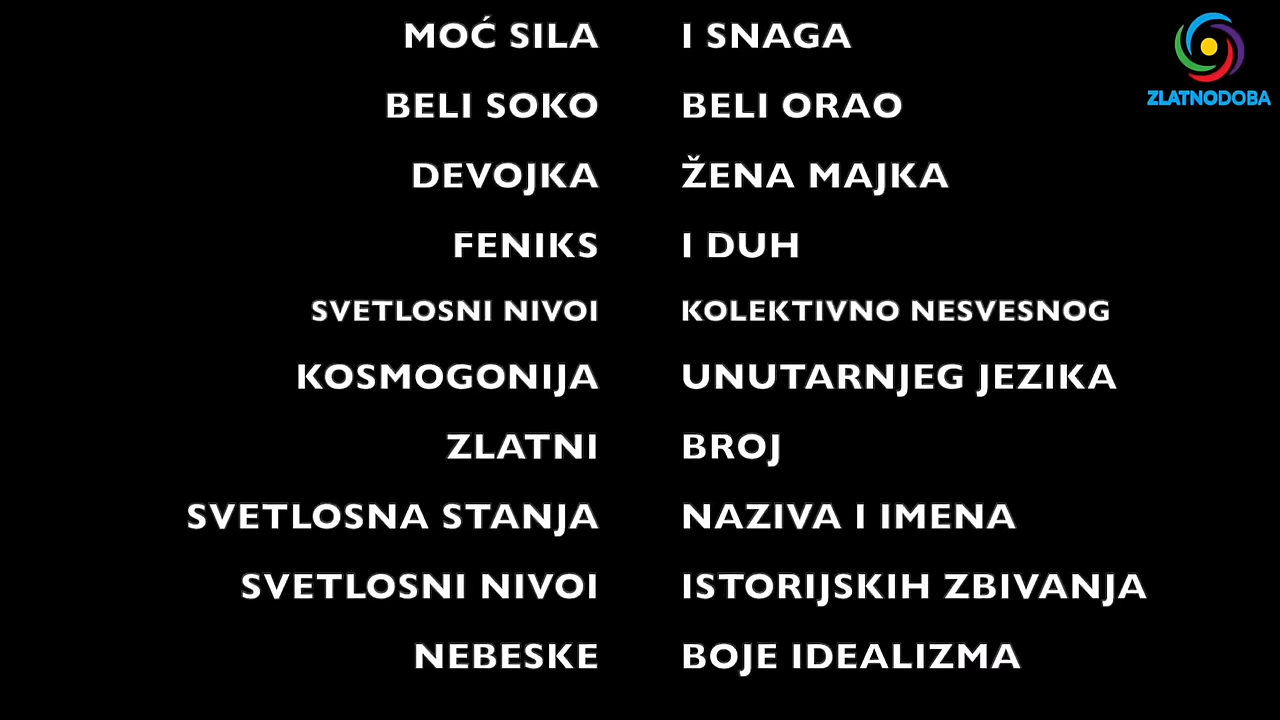 MOĆ SILA I SNAGA
ZLATNODOBA
BELI SOKO BELI ORAO
DEVOJKA ŽENA MAJKA
FENIKS I DUH
SVETLOSNI NIVOI KOLEKTIVNO NESVESNOG
KOSMOGONIJA UNUTARNJEG JEZIKA
ZLATNI BROJ
SVETLOSNA STANJA NAZIVA I IMENA
SVETLOSNI NIVOI ISTORIJSKIH ZBIVANJA
NEBESKE BOJE IDEALIZMA